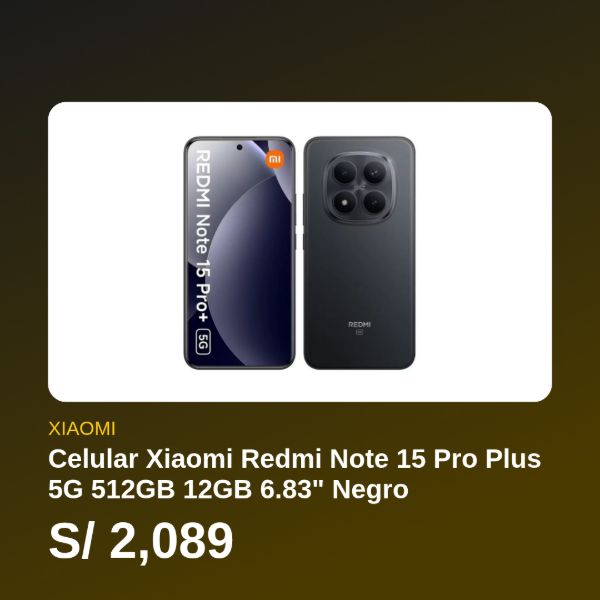 REDMI Note 15 Pro+
5G
mi
REDMI
XIAOMI
Celular Xiaomi Redmi Note 15 Pro Plus
5G 512GB 12GB 6.83" Negro
S/ 2,089